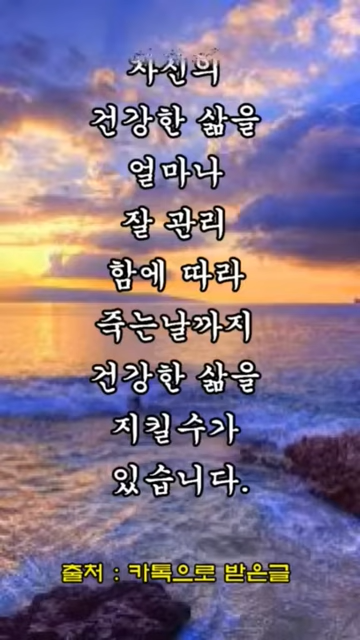 자신의
건강한 삶을
얼마나
잘 관리
함에 따라
죽는날까지
건강한 삶을
지킬수가
있습니다.
출처 : 카톡으로 받은글